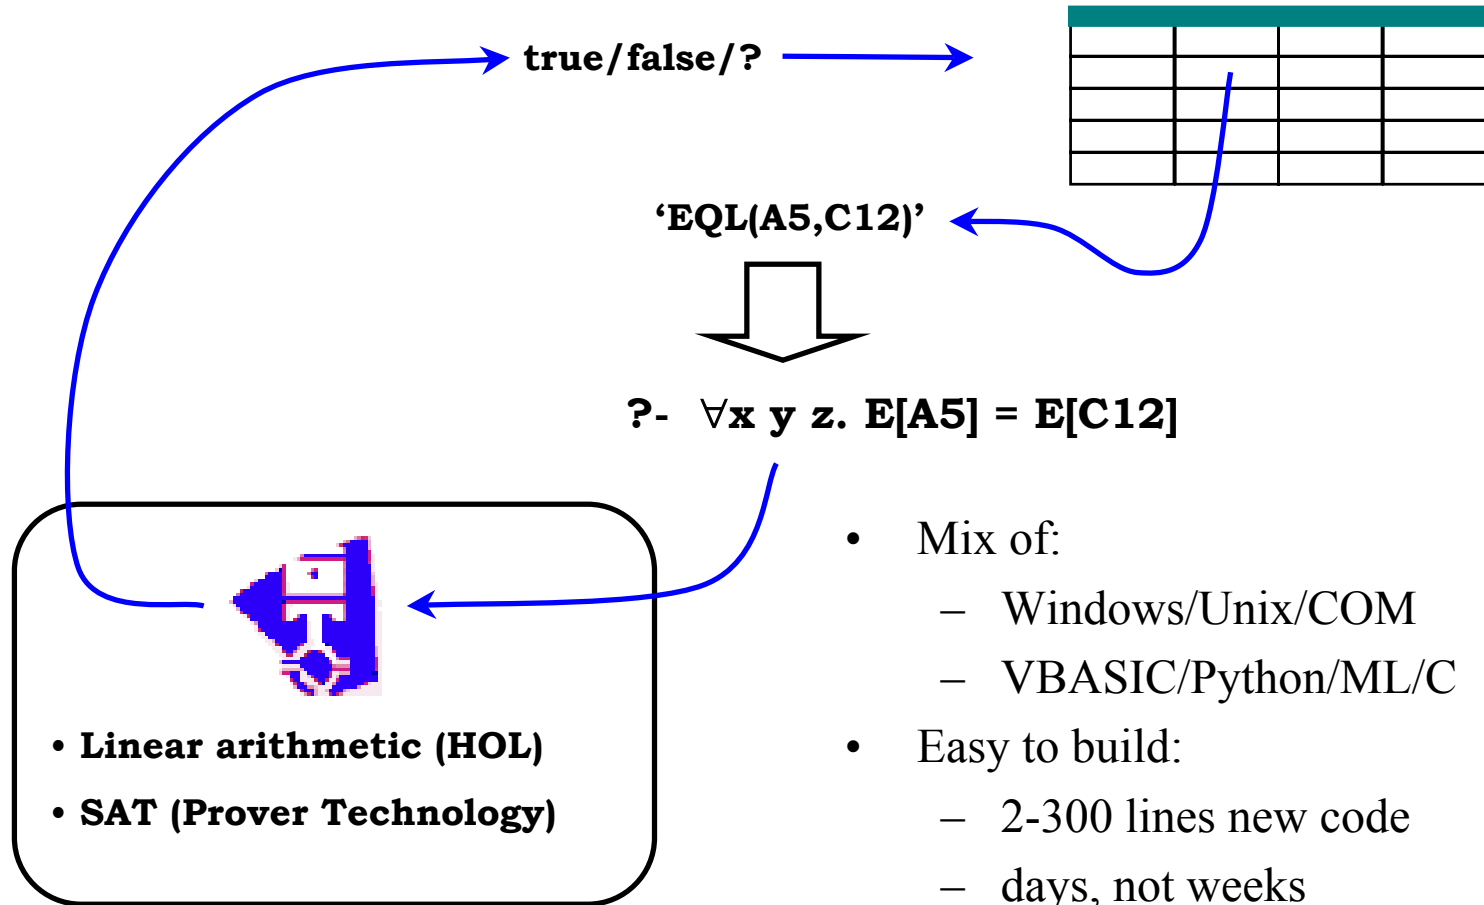 true/false/?
‘EQL(A5,C12)’
?- ∀x y z. E[A5] = E[C12]
• Linear arithmetic (HOL)
• SAT (Prover Technology)
• Mix of:
– Windows/Unix/COM
– VBASIC/Python/ML/C
• Easy to build:
– 2-300 lines new code
– days, not weeks